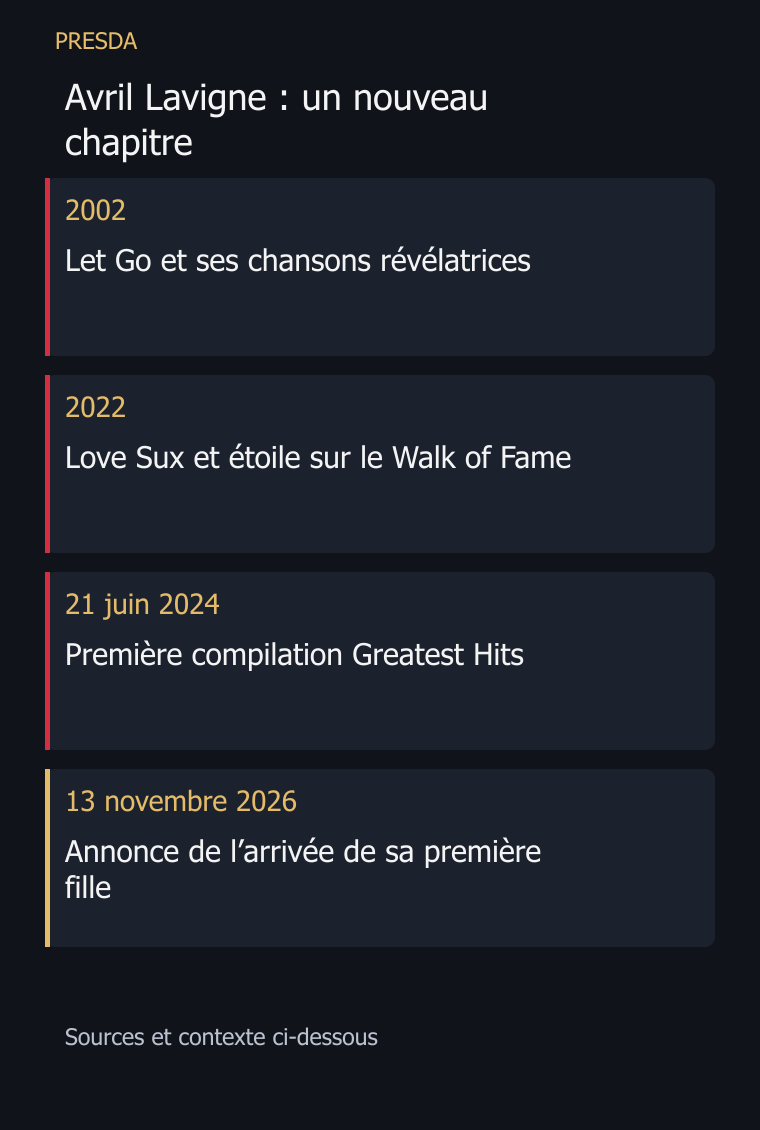 PRESDA
Avril Lavigne : un nouveau
chapitre
2002
Let Go et ses chansons révélatrices
2022
Love Sux et étoile sur le Walk of Fame
21 juin 2024
Première compilation Greatest Hits
13 novembre 2026
Annonce de l’arrivée de sa première
fille
Sources et contexte ci-dessous